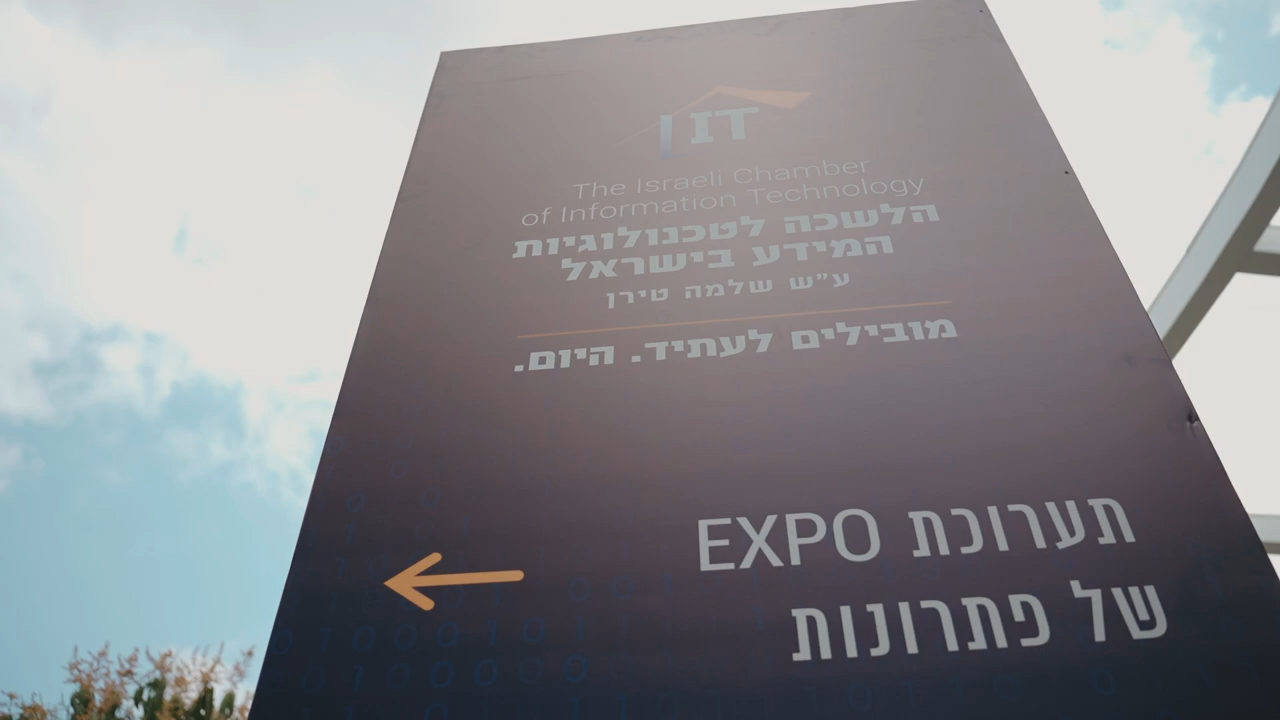 IT
The Israeli Chamber
of Information Technology
הלשכה לטכנולוגיות
המידע בישראל
ע״ש שלמה טירן
מובילים לעתיד. היום.
תערוכת EXPO
של פתרונות